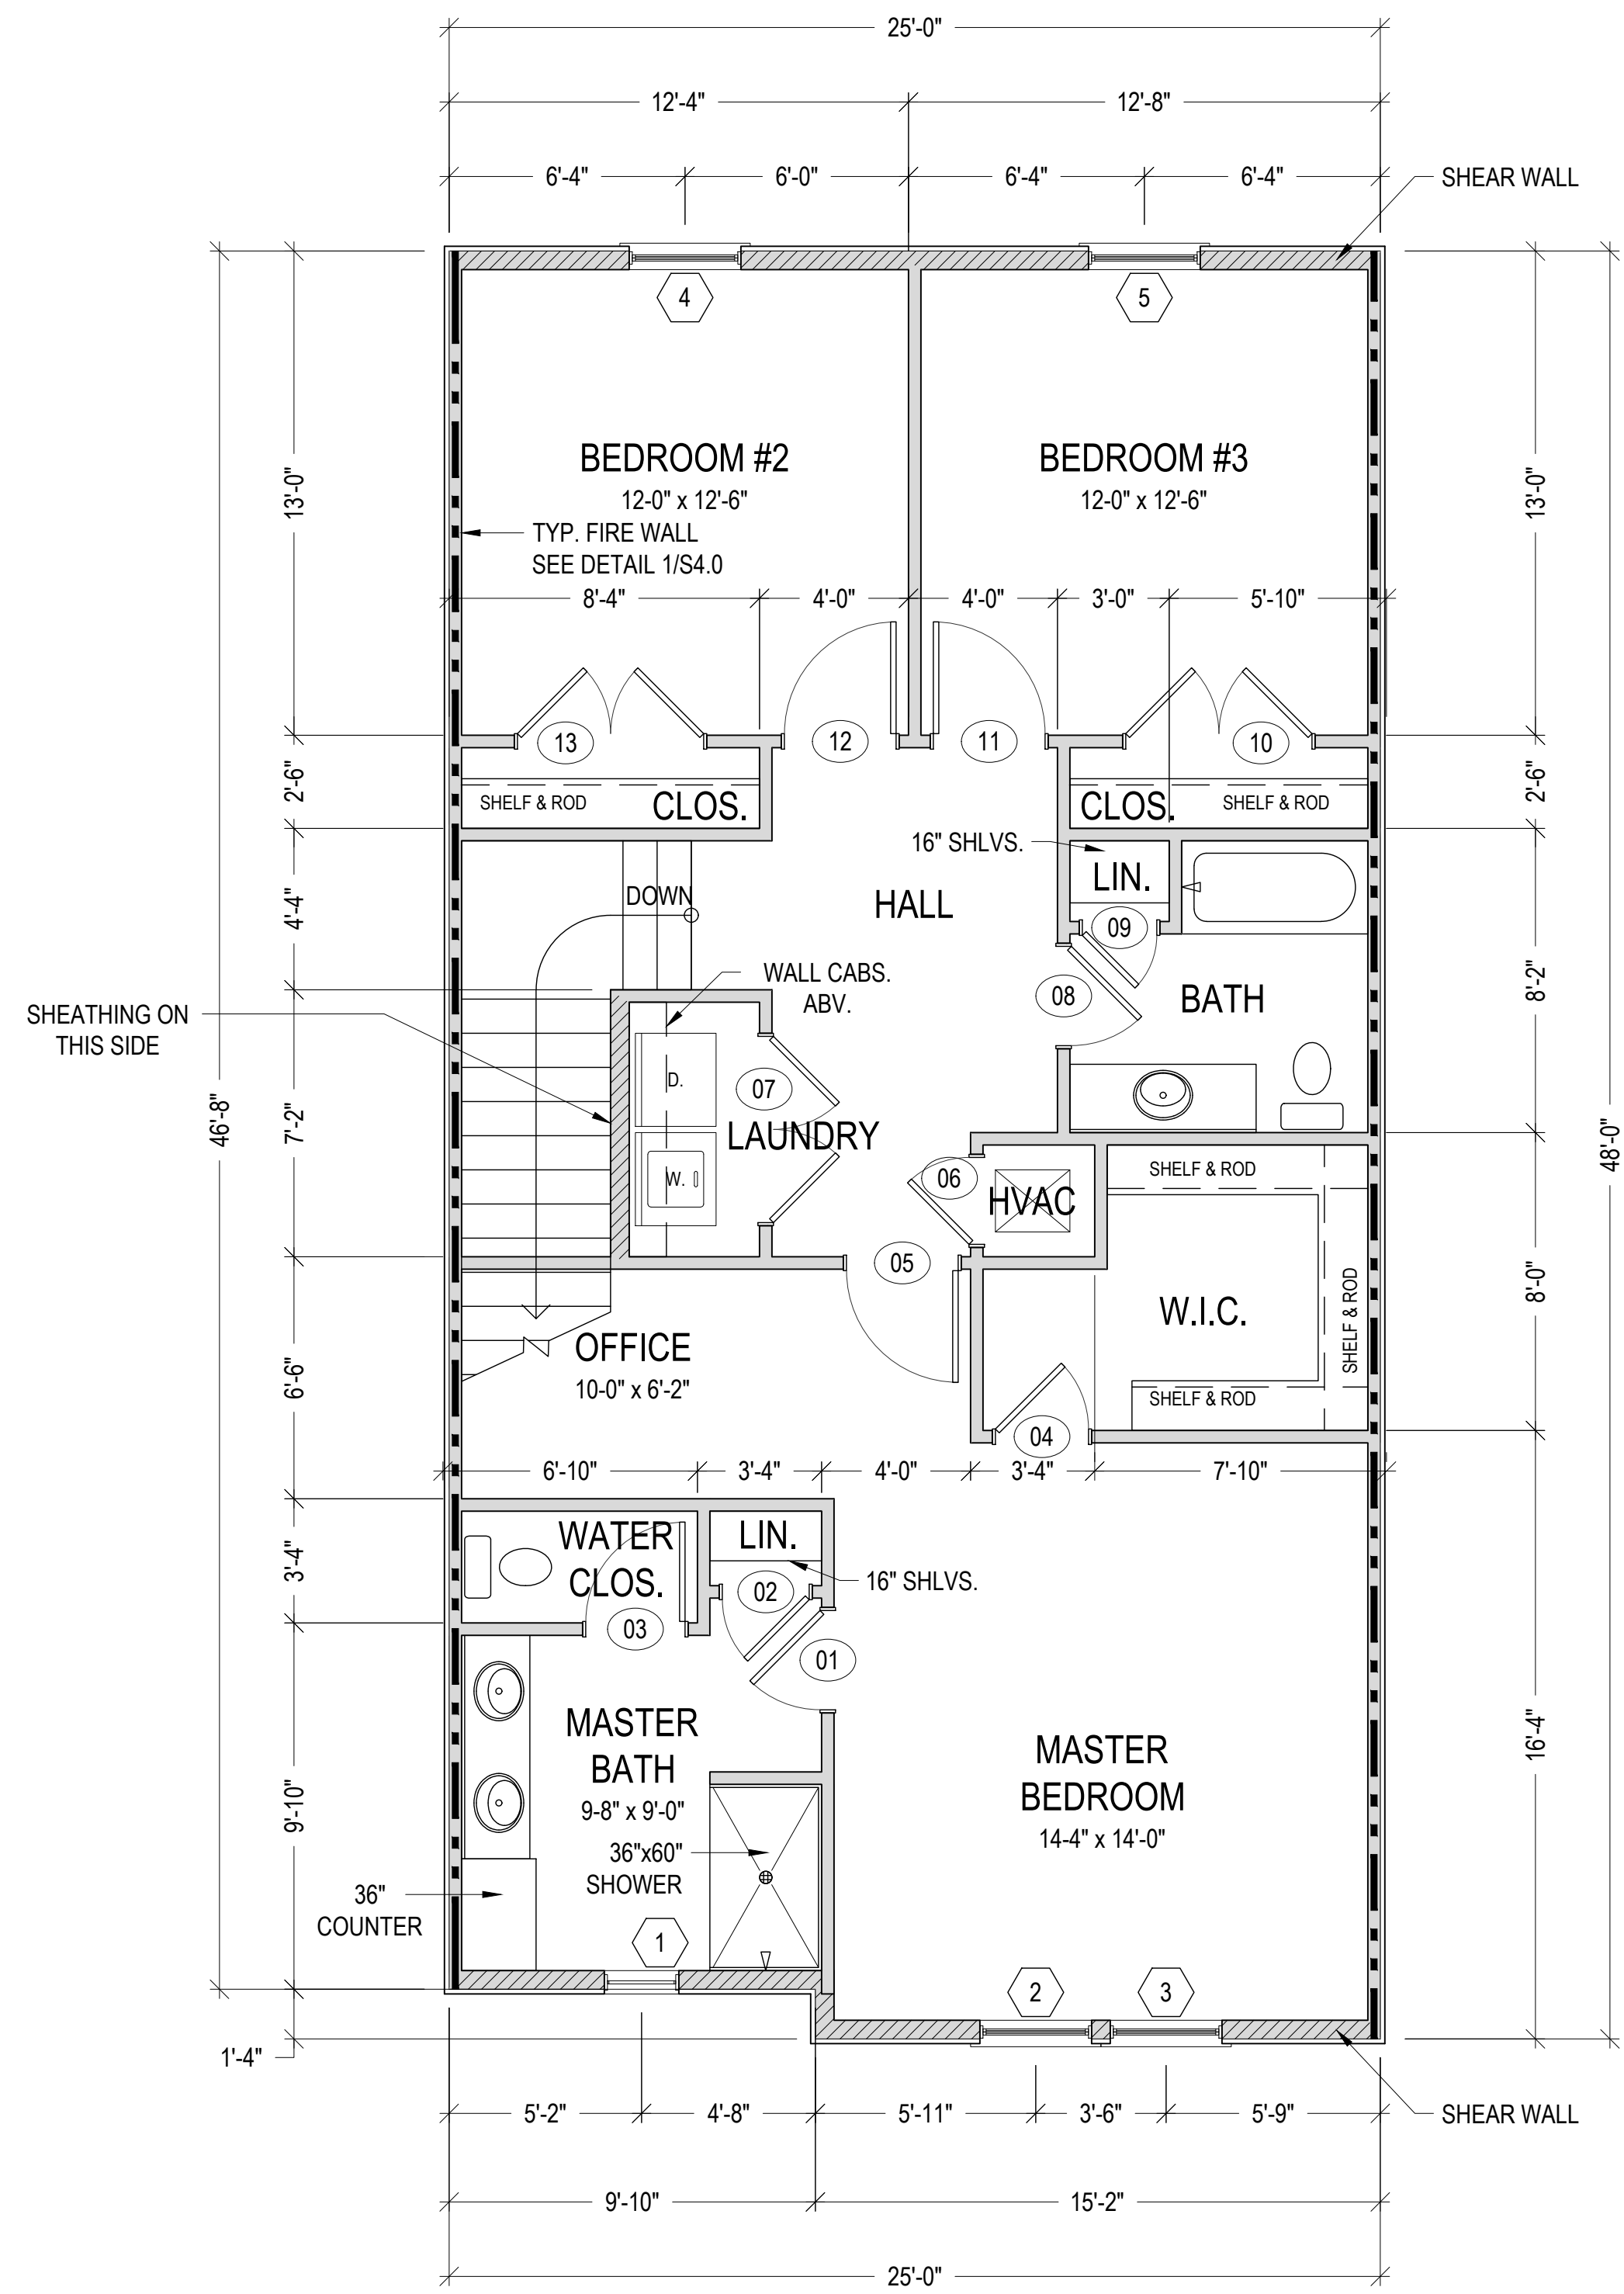 25'-0"
12'-4"
12'-8"
6'-4"
6'-0"
6'-4"
6'-4"
SHEAR WALL
4
5
BEDROOM #2
12-0" x 12'-6"
BEDROOM #3
12-0" x 12'-6"
13'-0"
13'-0"
TYP. FIRE WALL
SEE DETAIL 1/S4.0
8'-4"
4'-0"
4'-0"
3'-0"
5'-10"
13
12
11
10
2'-6"
2'-6"
SHELF & ROD
CLOS.
CLOS.
SHELF & ROD
16" SHLVS.
LIN.
DOWN
HALL
4'-4"
09
WALL CABS.
ABV.
08
BATH
8'-2"
SHEATHING ON
THIS SIDE
D.
07
LAUNDRY
46'-8"
7'-2"
48'-0"
W.
06
HVAC
SHELF & ROD
05
W.I.C.
SHELF & ROD
8'-0"
OFFICE
10-0" x 6'-2"
6'-6"
SHELF & ROD
04
6'-10"
3'-4"
4'-0"
3'-4"
7'-10"
WATER
CLOS.
LIN.
16" SHLVS.
3'-4"
02
03
01
MASTER
BATH
9-8" x 9'-0"
MASTER
BEDROOM
14-4" x 14'-0"
16'-4"
9'-10"
36"x60"
SHOWER
36"
COUNTER
1
2
3
1'-4"
5'-2"
4'-8"
5'-11"
3'-6"
5'-9"
SHEAR WALL
9'-10"
15'-2"
25'-0"